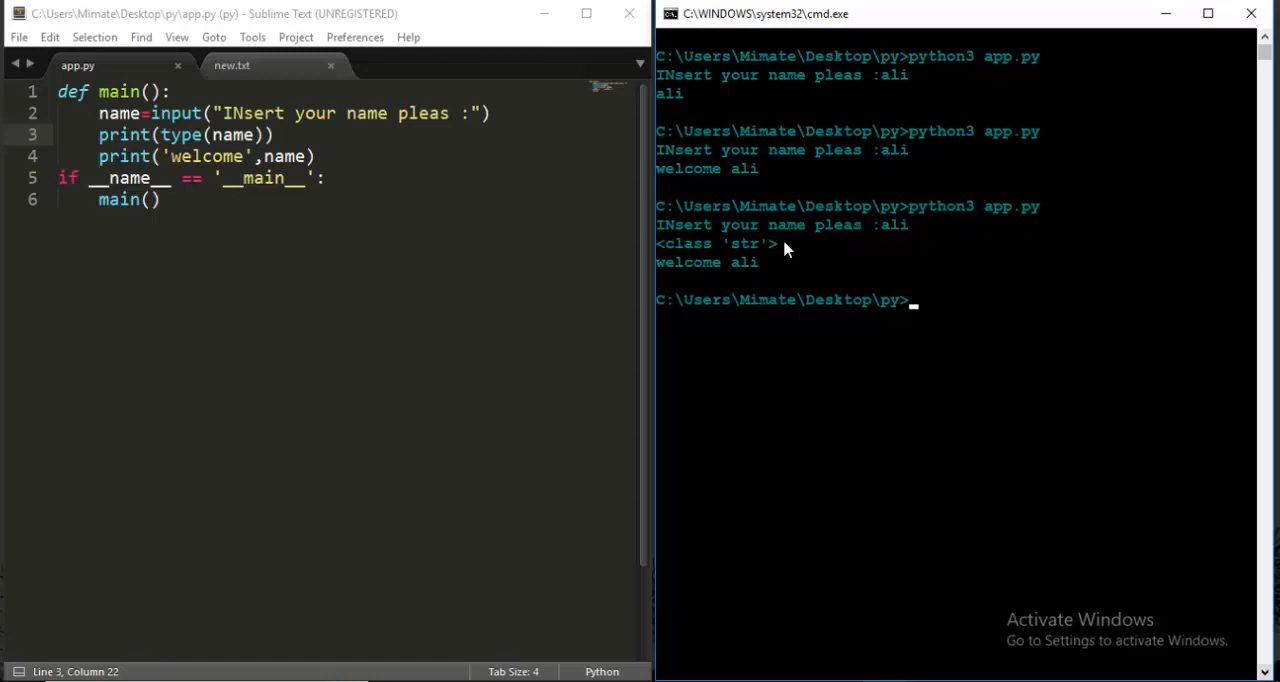 C:\Users\Mimate\Desktop\py\app.py (py) - Sublime Text (UNREGISTERED)
File Edit Selection Find View Goto Tools Project Preferences Help
app.py new.txt
1 def main():
2     name=input("INsert your name pleas :")
3     print(type(name))
4     print('welcome',name)
5 if __name__ == '__main__':
6     main()
Line 3, Column 22 Tab Size: 4 Python
C:\WINDOWS\system32\cmd.exe
C:\Users\Mimate\Desktop\py>python3 app.py
INsert your name pleas :ali
ali
C:\Users\Mimate\Desktop\py>python3 app.py
INsert your name pleas :ali
welcome ali
C:\Users\Mimate\Desktop\py>python3 app.py
INsert your name pleas :ali
<class 'str'>
welcome ali
C:\Users\Mimate\Desktop\py>
Activate Windows
Go to Settings to activate Windows.